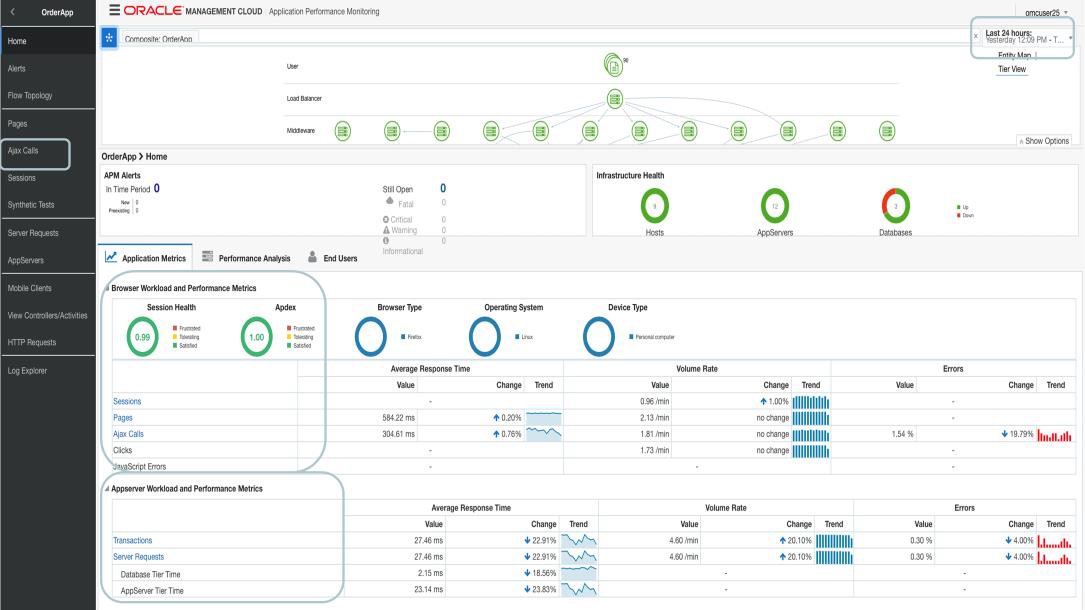 OrderApp
Home
Alerts
Flow Topology
Pages
Ajax Calls
Sessions
Synthetic Tests
Server Requests
AppServers
Mobile Clients
View Controllers/Activities
HTTP Requests
Log Explorer
ORACLE MANAGEMENT CLOUD Application Performance Monitoring
omcuser25
Composite: OrderApp
x Last 24 hours:
Yesterday 12:09 PM - T...
Entity Map |
Tier View
User
90
Load Balancer
Middleware
Show Options
OrderApp > Home
APM Alerts
In Time Period 0
New 0
Preexisting 0
Still Open 0
Fatal 0
Critical 0
Warning 0
0
Informational
Infrastructure Health
9
Hosts
12
AppServers
3
Databases
Up
Down
Application Metrics
Performance Analysis
End Users
Browser Workload and Performance Metrics
Session Health
0.99
Frustrated
Tolerating
Satisfied
Apdex
1.00
Frustrated
Tolerating
Satisfied
Browser Type
Firefox
Operating System
Linux
Device Type
Personal computer
Average Response Time Volume Rate Errors
Value Change Trend Value Change Trend Value Change Trend
Sessions - 0.96 /min 1.00% -
Pages 584.22 ms 0.20% 2.13 /min no change -
Ajax Calls 304.61 ms 0.76% 1.81 /min no change 1.54 % 19.79%
Clicks - 1.73 /min no change -
JavaScript Errors - - -
Appserver Workload and Performance Metrics
Average Response Time Volume Rate Errors
Value Change Trend Value Change Trend Value Change Trend
Transactions 27.46 ms 22.91% 4.60 /min 20.10% 0.30 % 4.00%
Server Requests 27.46 ms 22.91% 4.60 /min 20.10% 0.30 % 4.00%
Database Tier Time 2.15 ms 18.56% - -
AppServer Tier Time 23.14 ms 23.83% - -